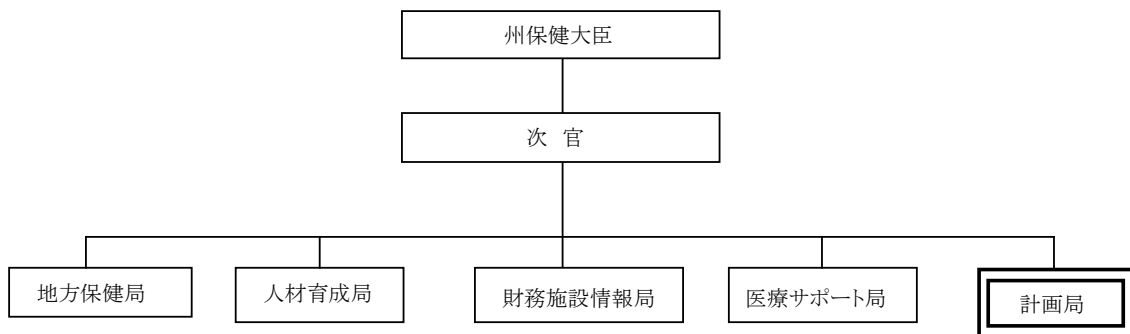 州保健大臣
次 官
地方保健局
人材育成局
財務施設情報局
医療サポート局
計画局